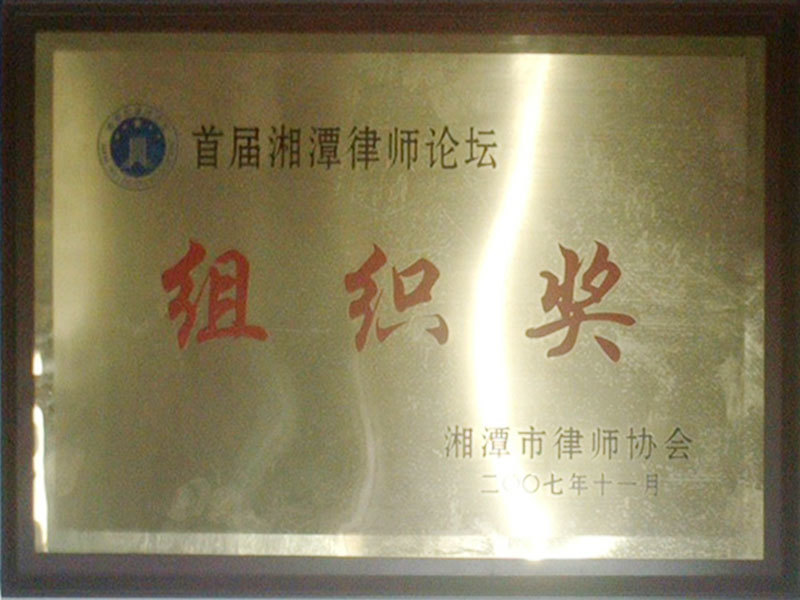 首届湘潭律师论坛
组织奖
湘潭市律师协会
二〇〇七年十一月